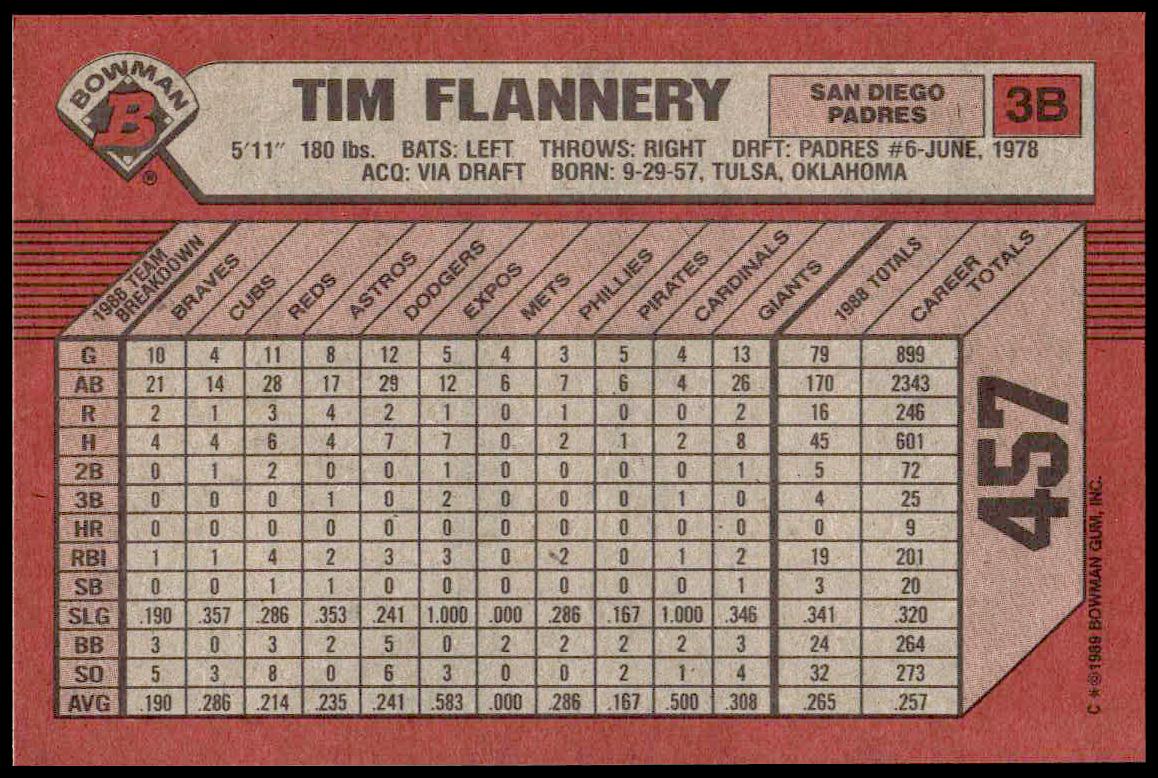 BOWMAN
B
®
TIM FLANNERY
SAN DIEGO
PADRES
3B
5'11" 180 lbs. BATS: LEFT THROWS: RIGHT DRFT: PADRES #6-JUNE, 1978
ACQ: VIA DRAFT BORN: 9-29-57, TULSA, OKLAHOMA
1988 TEAM BREAKDOWN BRAVES CUBS REDS ASTROS DODGERS EXPOS METS PHILLIES PIRATES CARDINALS GIANTS 1988 TOTALS CAREER TOTALS
G 10 4 11 8 12 5 4 3 5 4 13 79 899
AB 21 14 28 17 29 12 6 7 6 4 26 170 2343
R 2 1 3 4 2 1 0 1 0 0 2 16 246
H 4 4 6 4 7 7 0 2 1 2 8 45 601
2B 0 1 2 0 0 1 0 0 0 0 1 5 72
3B 0 0 0 1 0 2 0 0 0 1 0 4 25
HR 0 0 0 0 0 0 0 0 0 0 0 0 9
RBI 1 1 4 2 3 3 0 2 0 1 2 19 201
SB 0 0 1 1 0 0 0 0 0 0 1 3 20
SLG .190 .357 .286 .353 .241 1.000 .000 .286 .167 1.000 .346 .341 .320
BB 3 0 3 2 5 0 2 2 2 2 3 24 264
SO 5 3 8 0 6 3 0 0 2 1 4 32 273
AVG .190 .286 .214 .235 .241 .583 .000 .286 .167 .500 .308 .265 .257
457
C *©1989 BOWMAN GUM, INC.